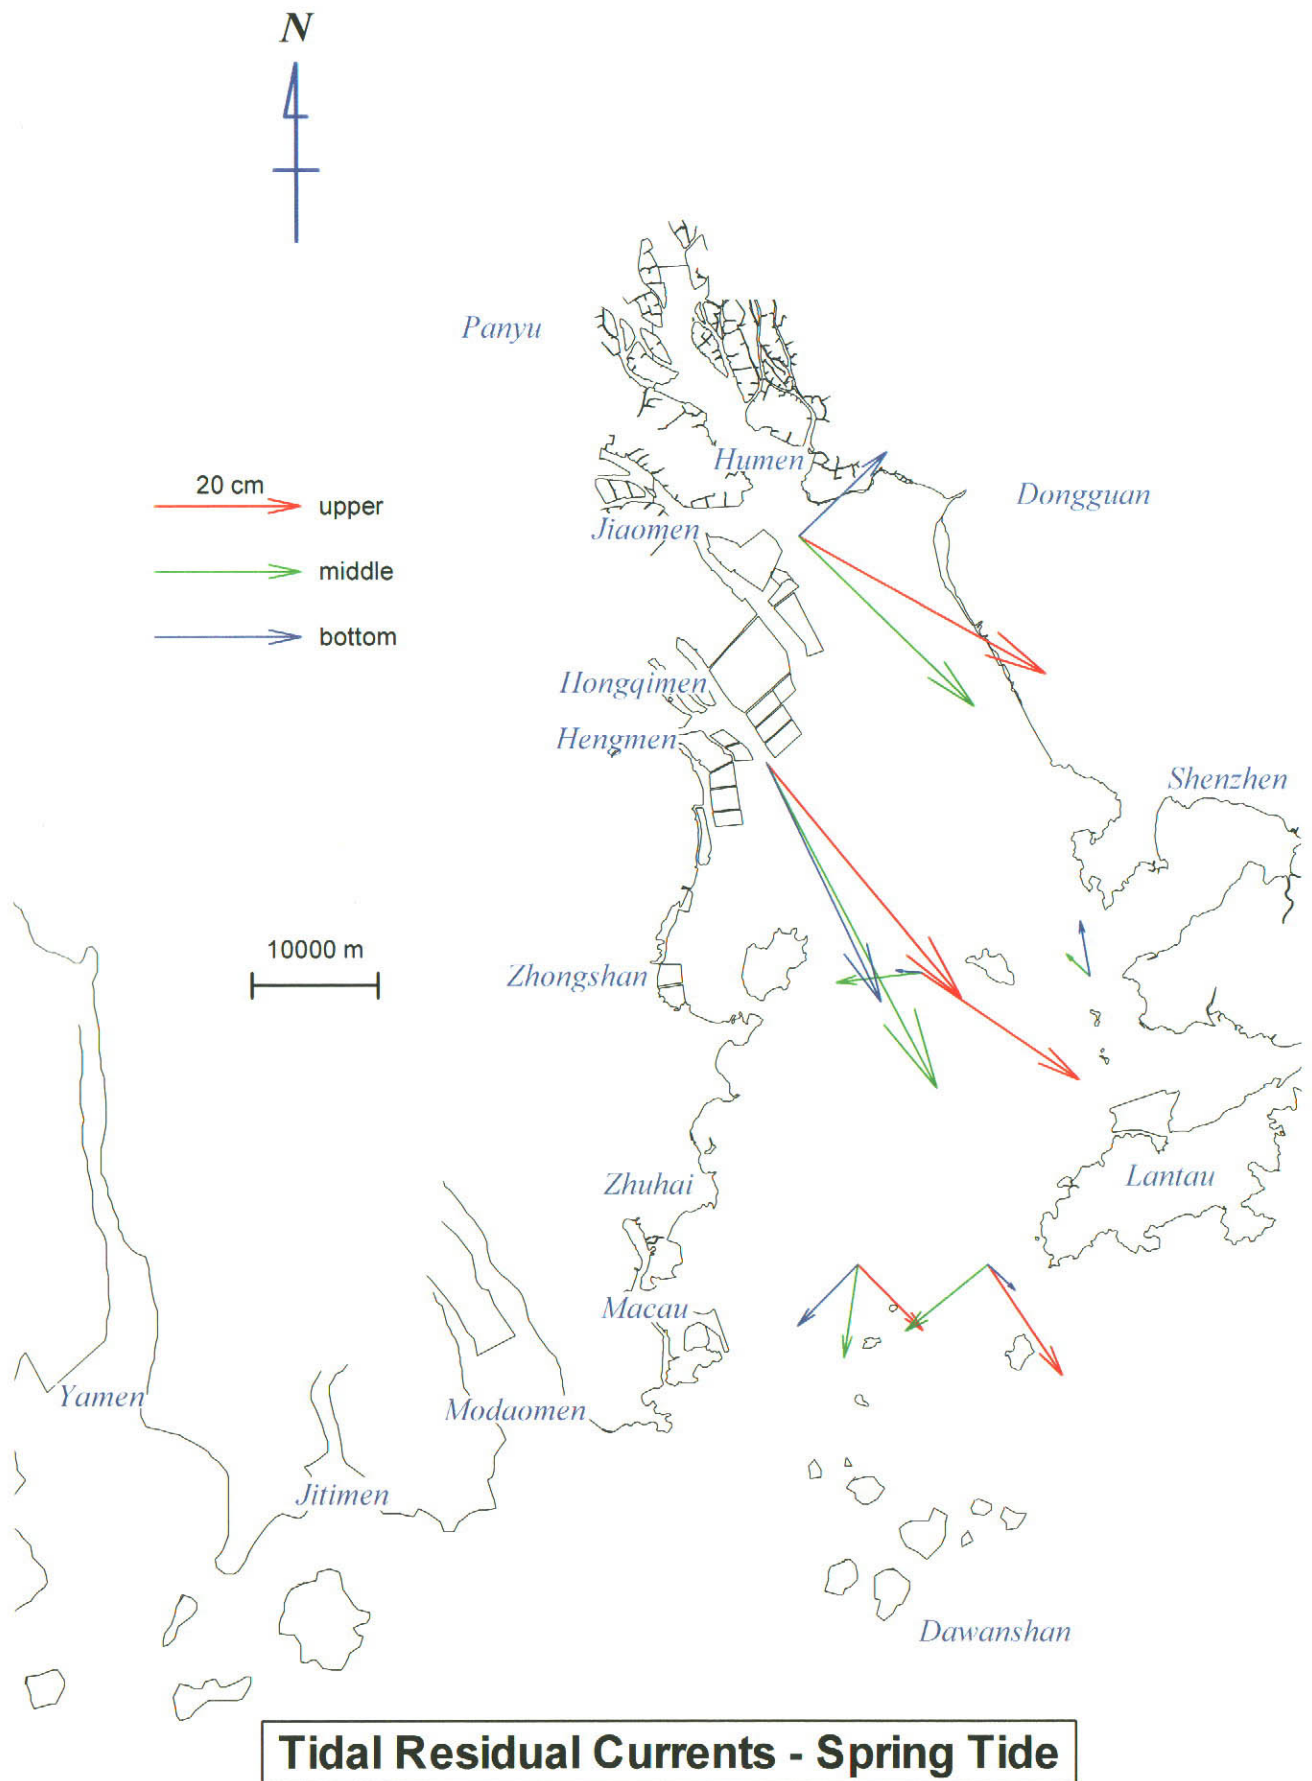 N
Panyu
Humen
20 cm
upper
Dongguan
Jiaomen
middle
bottom
Hongqimen
Hengmen
Shenzhen
10000 m
Zhongshan
Zhuhai
Lantau
Macau
Yamen
Modaomen
Jitimen
Dawanshan
Tidal Residual Currents - Spring Tide